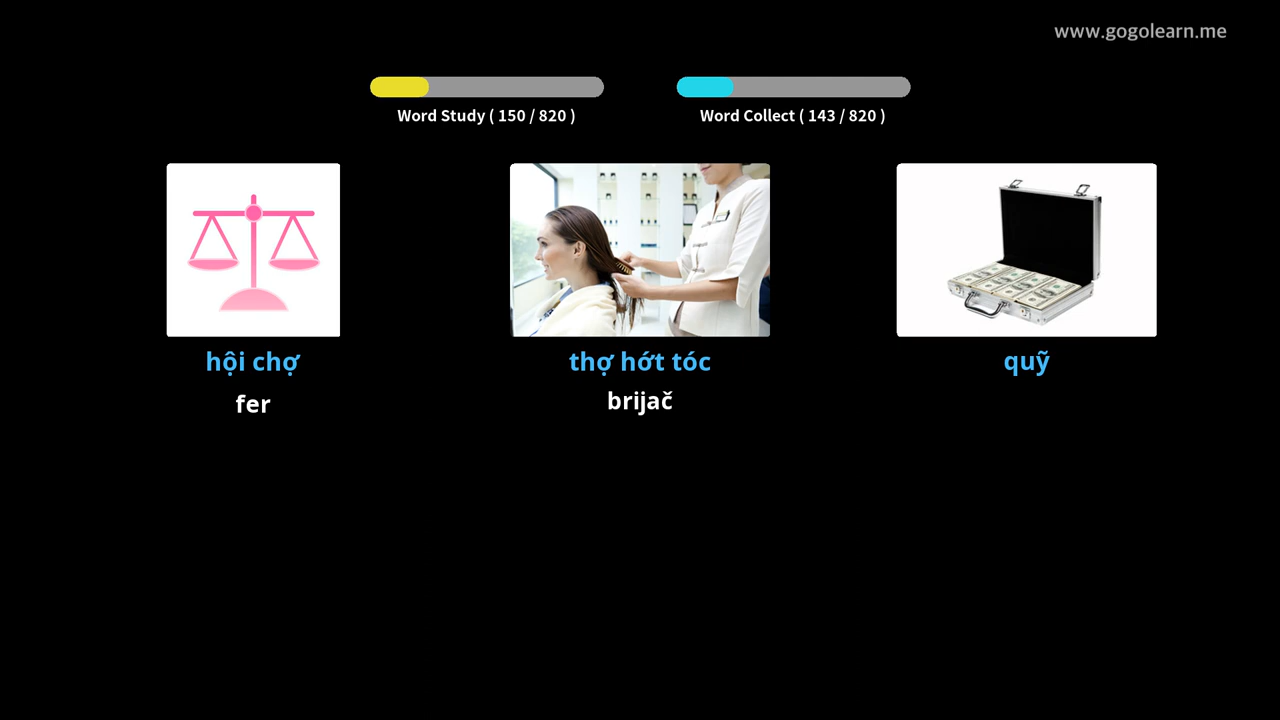 www.gogolearn.me
Word Study ( 150 / 820 )
Word Collect ( 143 / 820 )
hội chợ
fer
thợ hớt tóc
brijač
quỹ